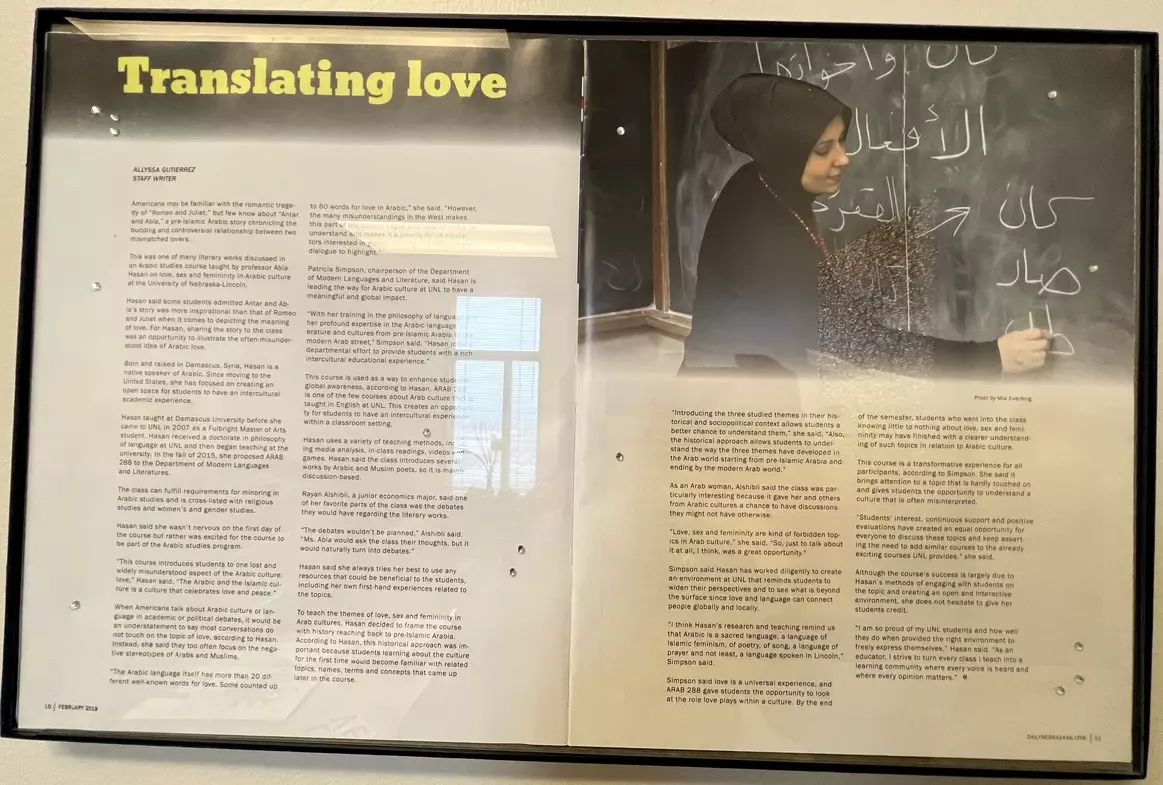 Translating love
ALLYSSA GUTIERREZ
STAFF WRITER
Americans may be familiar with the romantic trage-
dy of "Romeo and Juliet," but few know about "Antar
and Abla," a pre-Islamic Arabic story chronicling the
budding and controversial relationship between two
mismatched lovers.
This was one of many literary works discussed in
an Arabic studies course taught by professor Abla
Hasan on love, sex and femininity in Arabic culture
at the University of Nebraska-Lincoln.
Hasan said some students admitted Antar and Ab-
la's story was more inspirational than that of Romeo
and Juliet when it comes to depicting the meaning
of love. For Hasan, sharing the story to the class
was an opportunity to illustrate the often-misunder-
stood idea of Arabic love.
Born and raised in Damascus, Syria, Hasan is a
native speaker of Arabic. Since moving to the
United States, she has focused on creating an
open space for students to have an intercultural
academic experience.
Hasan taught at Damascus University before she
came to UNL in 2007 as a Fulbright Master of Arts
student. Hasan received a doctorate in philosophy
of language at UNL and then began teaching at the
university. In the fall of 2015, she proposed ARAB
288 to the Department of Modern Languages
and Literatures.
The class can fulfill requirements for minoring in
Arabic studies and is cross-listed with religious
studies and women's and gender studies.
Hasan said she wasn't nervous on the first day of
the course but rather was excited for the course to
be part of the Arabic studies program.
"This course introduces students to one lost and
widely misunderstood aspect of the Arabic culture:
love," Hasan said. "The Arabic and the Islamic cul-
ture is a culture that celebrates love and peace."
When Americans talk about Arabic culture or lan-
guage in academic or political debates, it would be
an understatement to say most conversations do
not touch on the topic of love, according to Hasan.
Instead, she said they too often focus on the nega-
tive stereotypes of Arabs and Muslims.
"The Arabic language itself has more than 20 dif-
ferent well-known words for love. Some counted up
to 60 words for love in Arabic," she said. "However,
the many misunderstandings in the West makes
this part of
understand and makes it a priority for us
tors interested in
dialogue to highlight."
Patricia Simpson, chairperson of the Department
of Modern Languages and Literature, said Hasan is
leading the way for Arabic culture at UNL to have a
meaningful and global impact.
"With her training in the philosophy of language
her profound expertise in the Arabic language,
erature and cultures from pre-Islamic Arabia to
modern Arab street," Simpson said. "Hasan
departmental effort to provide students with a rich
intercultural educational experience."
This course is used as a way to enhance
global awareness, according to Hasan. ARAB
is one of the few courses about Arab culture
taught in English at UNL. This creates an opportuni-
ty for students to have an intercultural experience
within a classroom setting.
Hasan uses a variety of teaching methods,
ing media analysis, in-class readings, videos and
games. Hasan said the class introduces several
works by Arabic and Muslim poets, so it is mainly
discussion-based.
Rayan Alshibli, a junior economics major, said one
of her favorite parts of the class was the debates
they would have regarding the literary works.
"The debates wouldn't be planned," Alshibli said.
"Ms. Abla would ask the class their thoughts, but it
would naturally turn into debates."
Hasan said she always tries her best to use any
resources that could be beneficial to the students,
including her own first-hand experiences related to
the topics.
To teach the themes of love, sex and femininity in
Arab cultures, Hasan decided to frame the course
with history reaching back to pre-Islamic Arabia.
According to Hasan, this historical approach was im-
portant because students learning about the culture
for the first time would become familiar with related
topics, names, terms and concepts that came up
later in the course.
10 | FEBRUARY 2019
كان وأخواتها
الأفعال
كان
صار
Photo by Mia Everding
"Introducing the three studied themes in their his-
torical and sociopolitical context allows students a
better chance to understand them," she said. "Also,
the historical approach allows students to under-
stand the way the three themes have developed in
the Arab world starting from pre-Islamic Arabia and
ending by the modern Arab world."
As an Arab woman, Alshibli said the class was par-
ticularly interesting because it gave her and others
from Arabic cultures a chance to have discussions
they might not have otherwise.
"Love, sex and femininity are kind of forbidden top-
ics in Arab culture," she said. "So, just to talk about
it at all, I think, was a great opportunity."
Simpson said Hasan has worked diligently to create
an environment at UNL that reminds students to
widen their perspectives and to see what is beyond
the surface since love and language can connect
people globally and locally.
"I think Hasan's research and teaching remind us
that Arabic is a sacred language, a language of
Islamic feminism, of poetry, of song, a language of
prayer and not least, a language spoken in Lincoln,"
Simpson said.
Simpson said love is a universal experience, and
ARAB 288 gave students the opportunity to look
at the role love plays within a culture. By the end
of the semester, students who went into the class
knowing little to nothing about love, sex and femi-
ninity may have finished with a clearer understand-
ing of such topics in relation to Arabic culture.
This course is a transformative experience for all
participants, according to Simpson. She said it
brings attention to a topic that is hardly touched on
and gives students the opportunity to understand a
culture that is often misinterpreted.
"Students' interest, continuous support and positive
evaluations have created an equal opportunity for
everyone to discuss these topics and keep assert-
ing the need to add similar courses to the already
exciting courses UNL provides," she said.
Although the course's success is largely due to
Hasan's methods of engaging with students on
the topic and creating an open and interactive
environment, she does not hesitate to give her
students credit.
"I am so proud of my UNL students and how well
they do when provided the right environment to
freely express themselves," Hasan said. "As an
educator, I strive to turn every class I teach into a
learning community where every voice is heard and
where every opinion matters."
DAILYNEBRASKAN.COM | 11